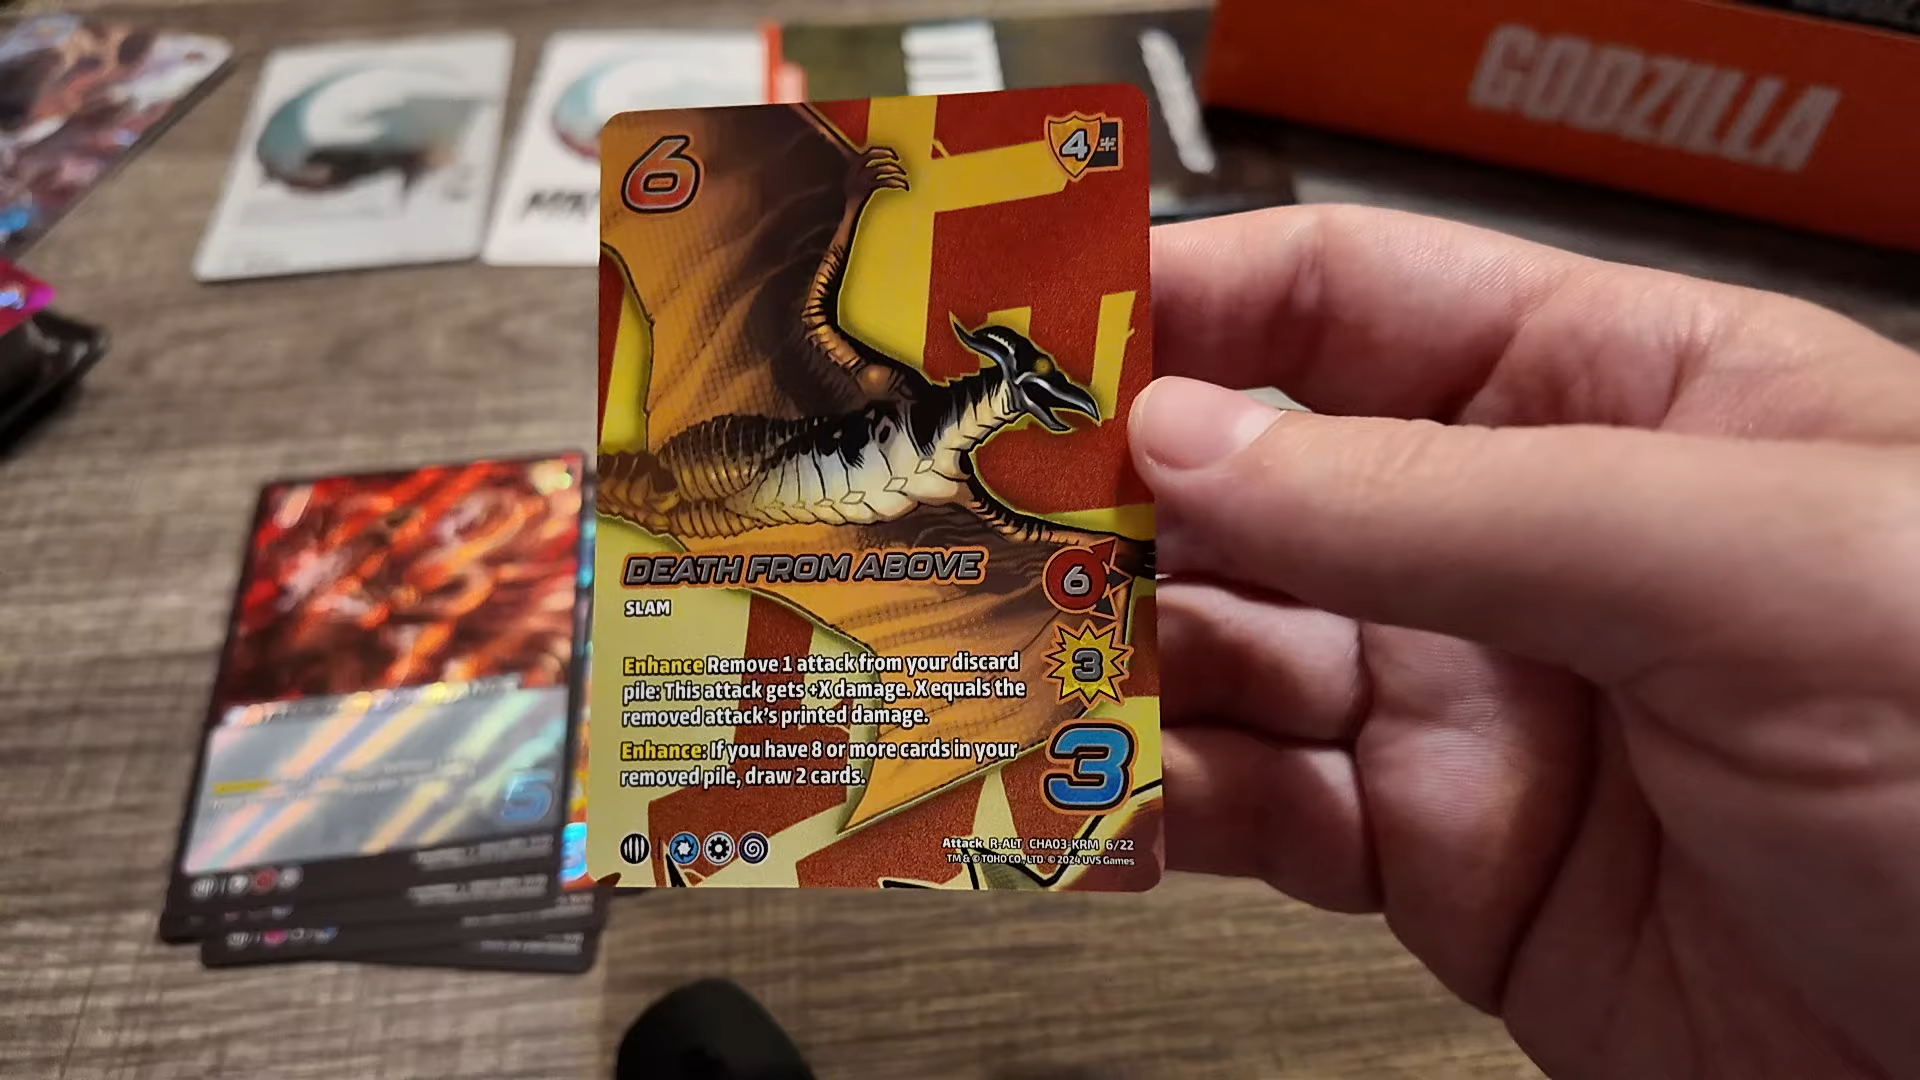 GODZILLA
6
4 +
DEATH FROM ABOVE
6
SLAM
Enhance Remove 1 attack from your discard
pile: This attack gets +X damage. X equals the
removed attack's printed damage.
3
Enhance: If you have 8 or more cards in your
removed pile, draw 2 cards.
3
Attack R-ALT CHA03-KRM 6/22
TM & © TOHO CO., LTD. © 2024 UVS Games
5